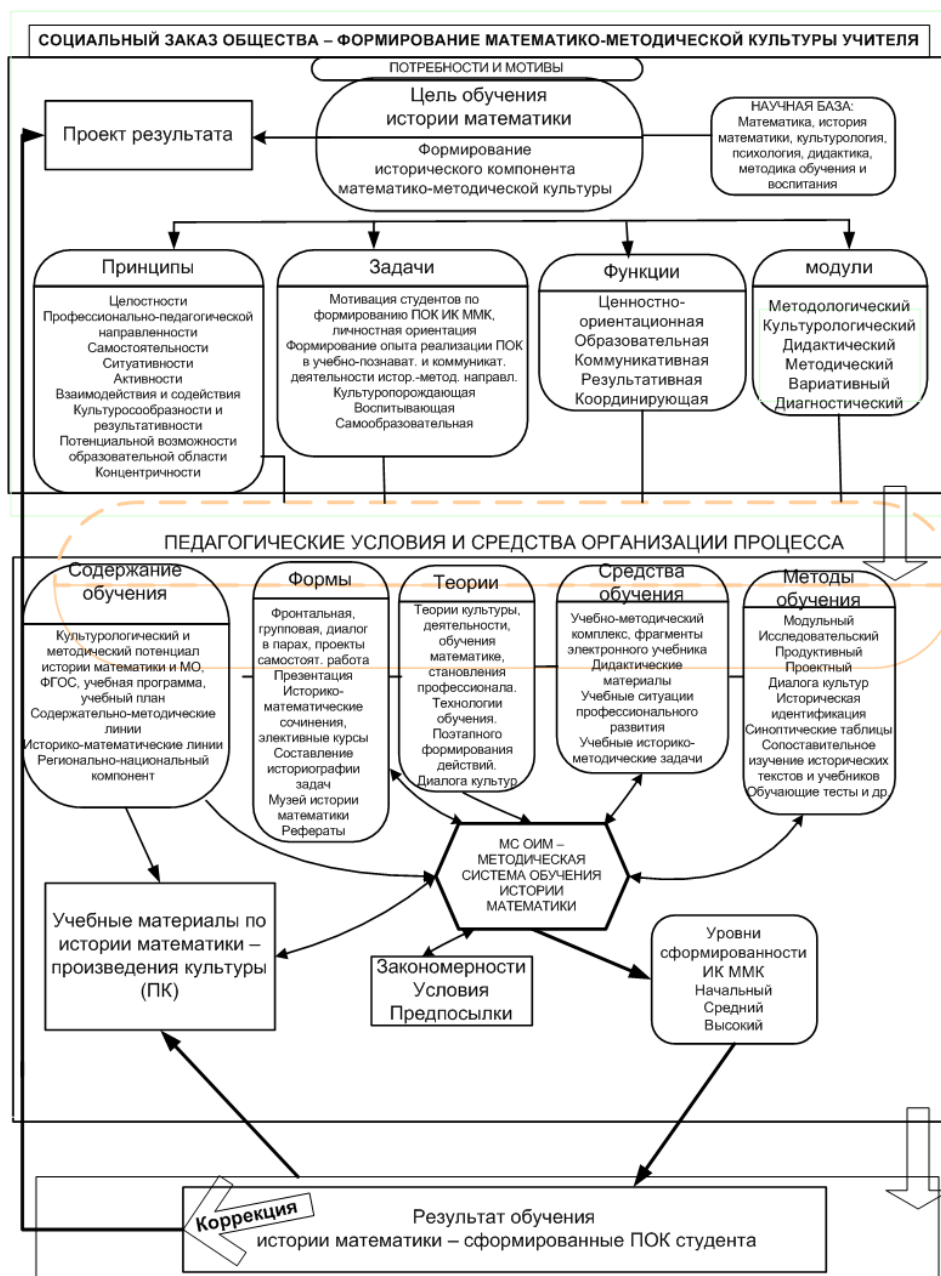 СОЦИАЛЬНЫЙ ЗАКАЗ ОБЩЕСТВА – ФОРМИРОВАНИЕ МАТЕМАТИКО-МЕТОДИЧЕСКОЙ КУЛЬТУРЫ УЧИТЕЛЯ
ПОТРЕБНОСТИ И МОТИВЫ
Проект результата
Цель обучения
истории математики
Формирование
исторического компонента
математико-методической культуры
НАУЧНАЯ БАЗА:
Математика, история
математики, культурология,
психология, дидактика,
методика обучения и
воспитания
Принципы
Целостности
Профессионально-педагогической
направленности
Самостоятельности
Ситуативности
Активности
Взаимодействия и содействия
Культуросообразности и
результативности
Потенциальной возможности
образовательной области
Концентричности
Задачи
Мотивация студентов по
формированию ПОК ИК ММК,
личностная ориентация
Формирование опыта реализации ПОК
в учебно-познават. и коммуникат.
деятельности истор.-метод. направл.
Культуропорождающая
Воспитывающая
Самообразовательная
Функции
Ценностно-
ориентационная
Образовательная
Коммуникативная
Результативная
Координирующая
модули
Методологический
Культурологический
Дидактический
Методический
Вариативный
Диагностический
ПЕДАГОГИЧЕСКИЕ УСЛОВИЯ И СРЕДСТВА ОРГАНИЗАЦИИ ПРОЦЕССА
Содержание
обучения
Культурологический и
методический потенциал
истории математики и МО,
ФГОС, учебная программа,
учебный план
Содержательно-методические
линии
Историко-математические линии
Регионально-национальный
компонент
Формы
Фронтальная,
групповая, диалог
в парах, проекты
самостоят. работа
Презентация
Историко-
математические
сочинения,
элективные курсы
Составление
историографии
задач
Музей истории
математики
Рефераты
Теории
Теории культуры,
деятельности,
обучения
математике,
становления
профессионала.
Технологии
обучения.
Поэтапного
формирования
действий.
Диалога культур
Средства
обучения
Учебно-методический
комплекс, фрагменты
электронного учебника
Дидактические
материалы
Учебные ситуации
профессионального
развития
Учебные историко-
методические задачи
Методы
обучения
Модульный
Исследовательский
Продуктивный
Проектный
Диалога культур
Историческая
идентификация
Синоптические таблицы
Сопоставительное
изучение исторических
текстов и учебников
Обучающие тесты и др.
МС ОИМ –
МЕТОДИЧЕСКАЯ
СИСТЕМА ОБУЧЕНИЯ
ИСТОРИИ
МАТЕМАТИКИ
Учебные материалы по
истории математики –
произведения культуры
(ПК)
Закономерности
Условия
Предпосылки
Уровни
сформированности
ИК ММК
Начальный
Средний
Высокий
Коррекция
Результат обучения
истории математики – сформированные ПОК студента